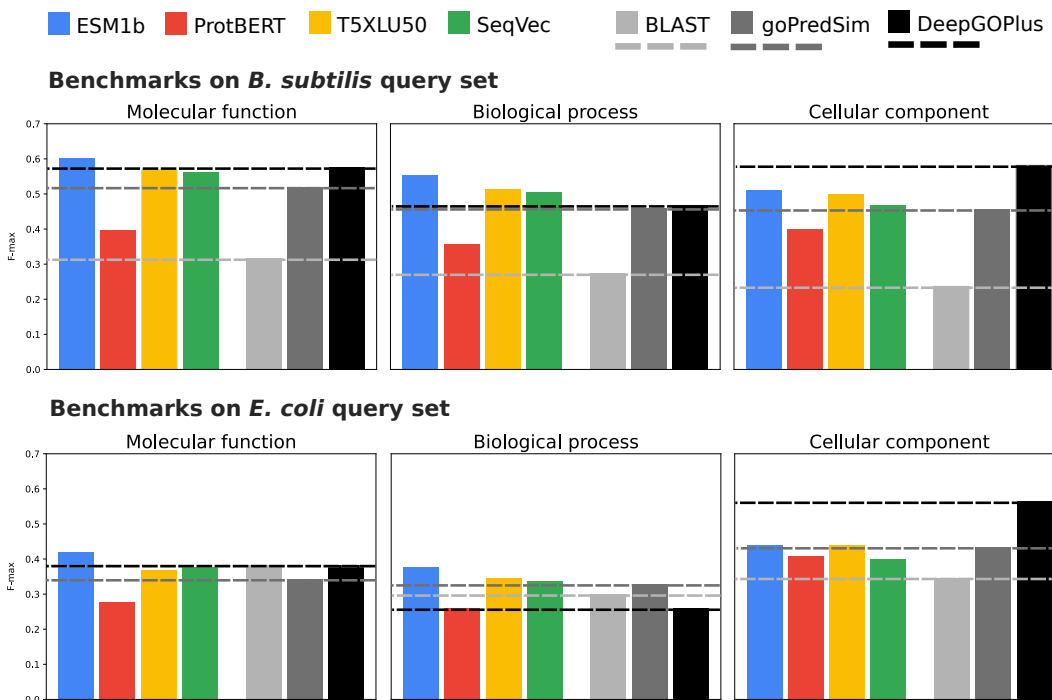 ESM1b ProtBERT T5XLU50 SeqVec BLAST goPredSim DeepGOPlus
Benchmarks on B. subtilis query set
Molecular function Biological process Cellular component
0.7
0.6
0.5
0.4
0.3
0.2
0.1
0.0
F-max
Benchmarks on E. coli query set
Molecular function Biological process Cellular component
0.7
0.6
0.5
0.4
0.3
0.2
0.1
0.0
F-max